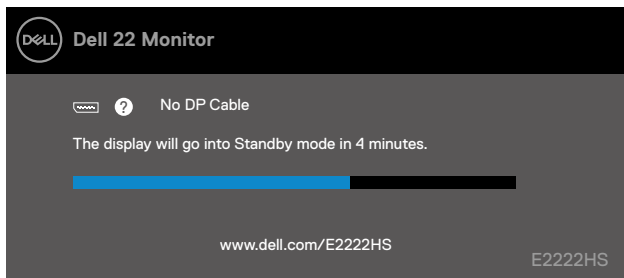 DELL Dell 22 Monitor
? No DP Cable
The display will go into Standby mode in 4 minutes.
www.dell.com/E2222HS
E2222HS